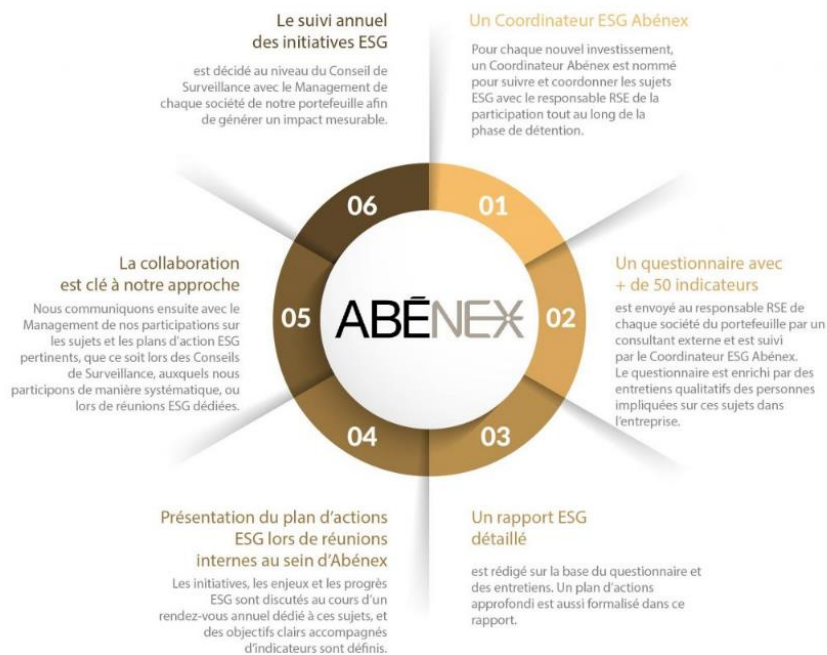 Un Coordinateur ESG Abénex
Pour chaque nouvel investissement,
un Coordinateur Abénex est nommé
pour suivre et coordonner les sujets
ESG avec le responsable RSE de la
participation tout au long de la
phase de détention.
01
Un questionnaire avec
+ de 50 indicateurs
est envoyé au responsable RSE de
chaque société du portefeuille par un
consultant externe et est suivi
par le Coordinateur ESG Abénex.
Le questionnaire est enrichi par des
entretiens qualitatifs des personnes
impliquées sur ces sujets dans
l'entreprise.
02
Un rapport ESG
détaillé
est rédigé sur la base du questionnaire et
des entretiens. Un plan d'actions
approfondi est aussi formalisé dans ce
rapport.
03
Présentation du plan d'actions
ESG lors de réunions
internes au sein d'Abénex
Les initiatives, les enjeux et les progrès
ESG sont discutés au cours d'un
rendez-vous annuel dédié à ces sujets, et
des objectifs clairs accompagnés
d'indicateurs sont définis.
04
La collaboration
est clé à notre approche
Nous communiquons ensuite avec le
Management de nos participations sur
les sujets et les plans d'action ESG
pertinents, que ce soit lors des Conseils
de Surveillance, auxquels nous
participons de manière systématique, ou
lors de réunions ESG dédiées.
05
Le suivi annuel
des initiatives ESG
est décidé au niveau du Conseil de
Surveillance avec le Management de
chaque société de notre portefeuille afin
de générer un impact mesurable.
06
ABĒNEX